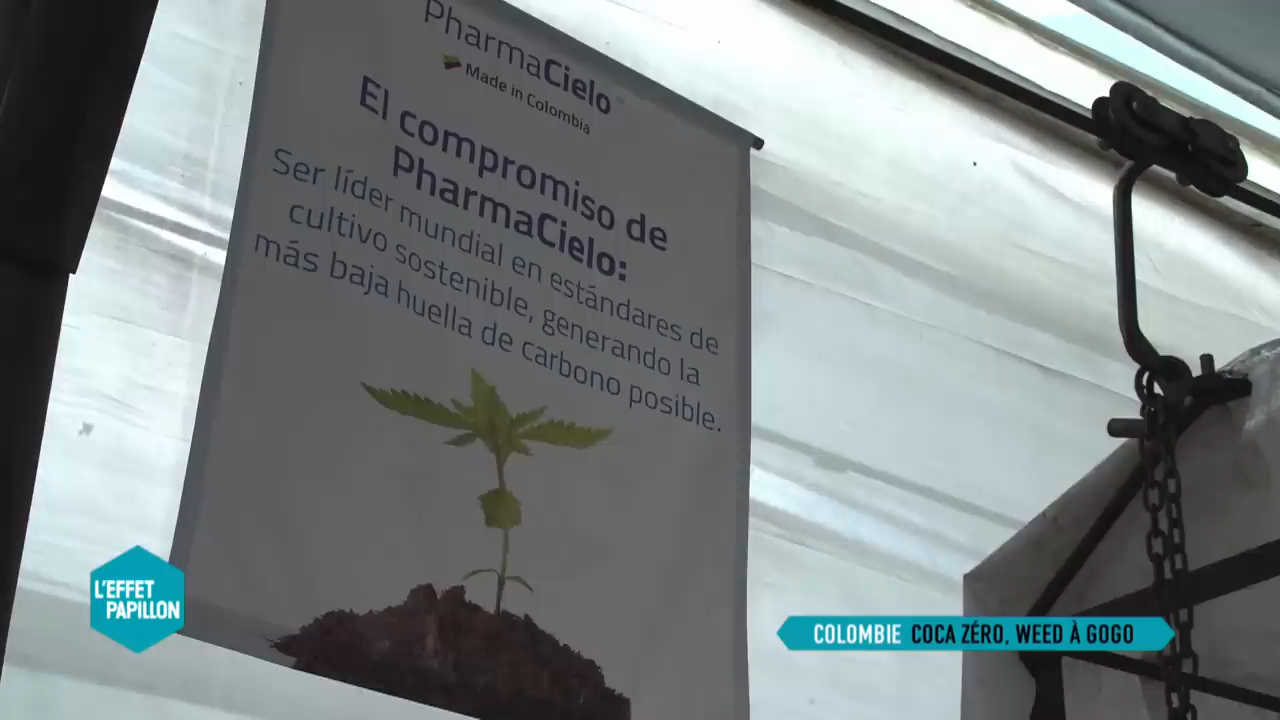 PharmaCielo
Made in Colombia
El compromiso de
PharmaCielo:
Ser líder mundial en estándares de
cultivo sostenible, generando la
más baja huella de carbono posible.
L'EFFET
PAPILLON
COLOMBIE COCA ZÉRO, WEED À GOGO